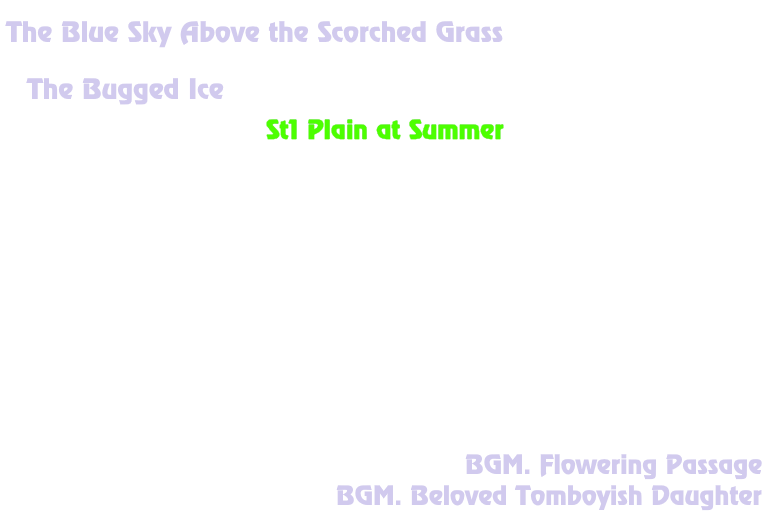 The Blue Sky Above the Scorched Grass
The Bugged Ice
St1 Plain at Summer
BGM. Flowering Passage
BGM. Beloved Tomboyish Daughter